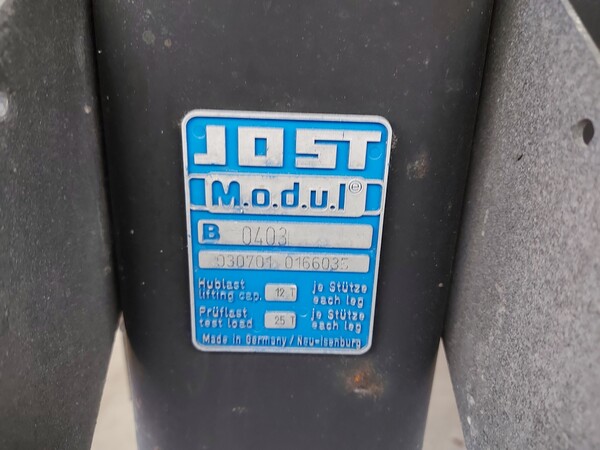 JOST
M.o.d.u.l
B 0403
030701 016603S
Hublast lifting cap. 12 T je Stütze each leg
Prüflast test load 25 T je Stütze each leg
Made in Germany / Neu-Isenburg